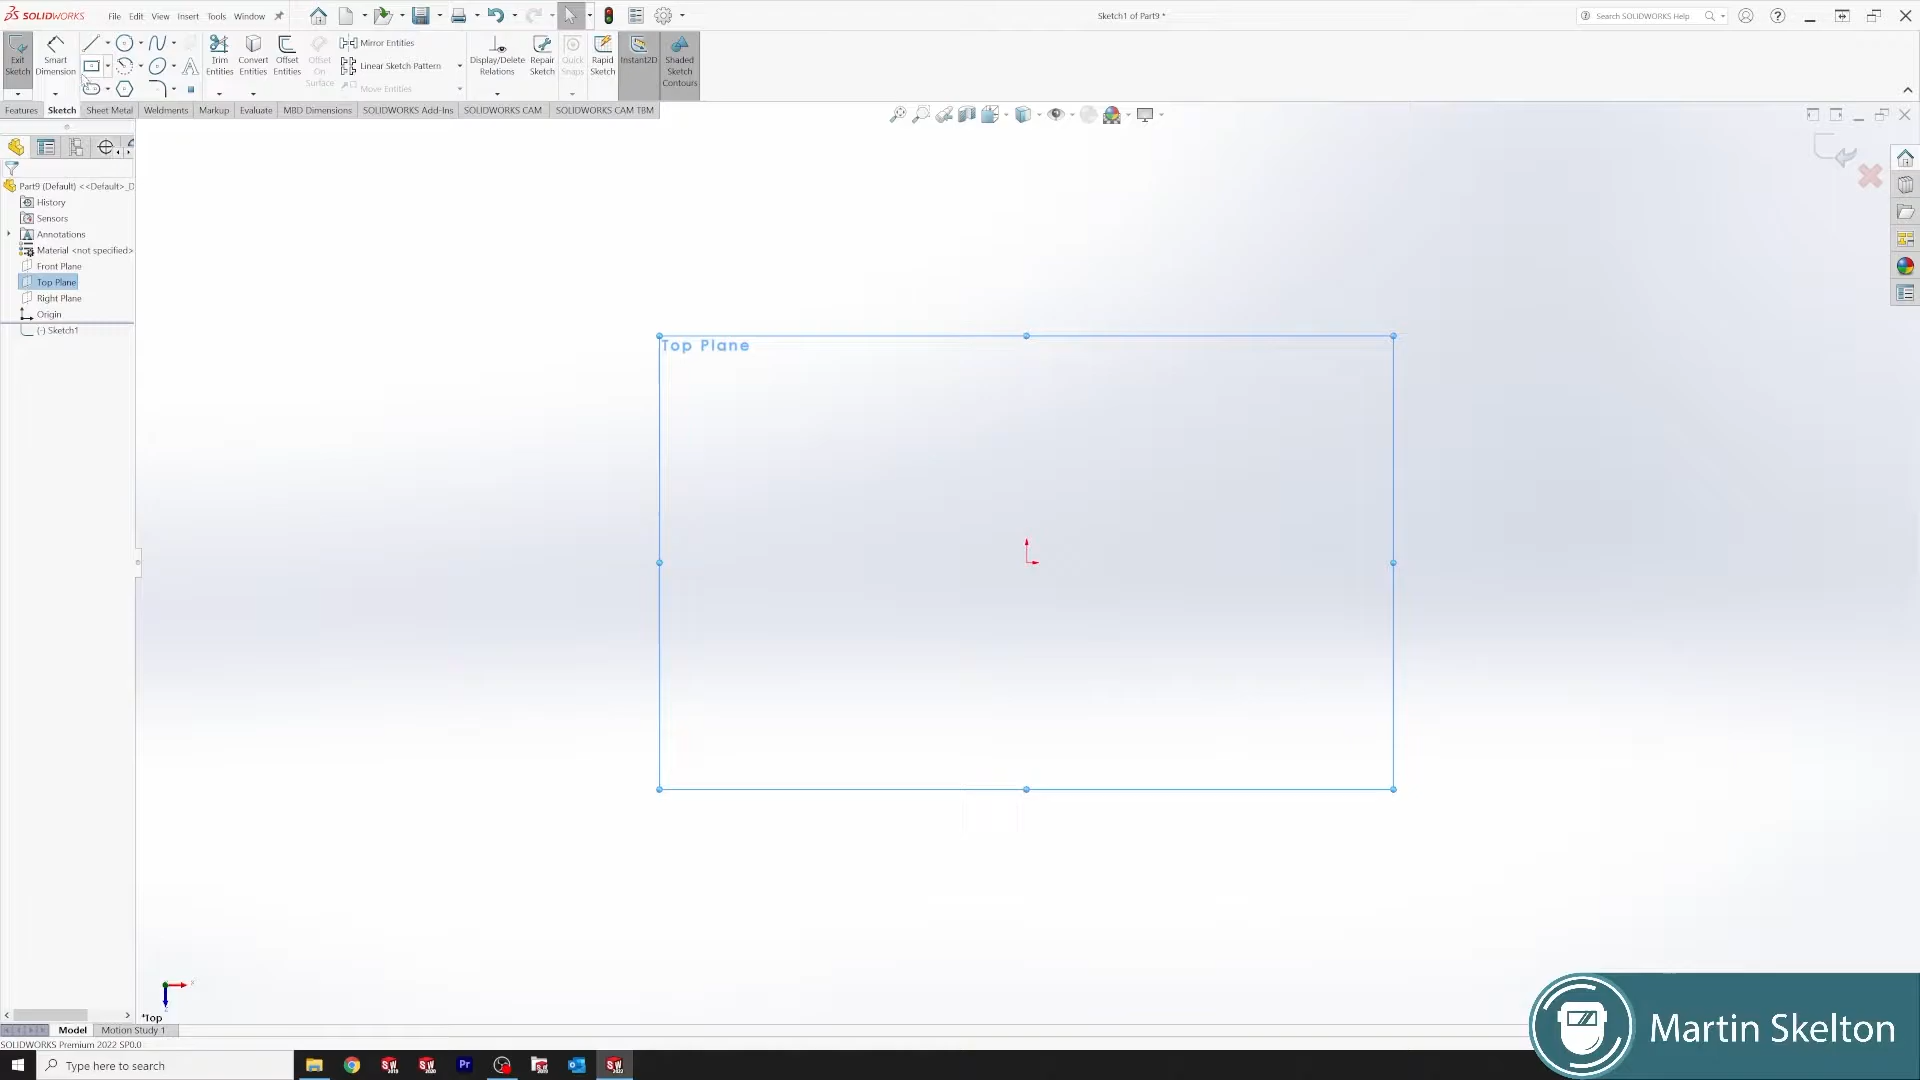 SOLIDWORKS
File
Edit
View
Insert
Tools
Window
Sketch1 of Part9 *
Search SOLIDWORKS Help
Exit Sketch
Smart Dimension
Trim Entities
Convert Entities
Offset Entities
Offset On Surface
Mirror Entities
Linear Sketch Pattern
Move Entities
Display/Delete Relations
Repair Sketch
Quick Snaps
Rapid Sketch
Instant2D
Shaded Sketch Contours
Features
Sketch
Sheet Metal
Weldments
Markup
Evaluate
MBD Dimensions
SOLIDWORKS Add-Ins
SOLIDWORKS CAM
SOLIDWORKS CAM TBM
Part9 (Default) <<Default>_D
History
Sensors
Annotations
Material <not specified>
Front Plane
Top Plane
Right Plane
Origin
(-) Sketch1
Top Plane
*Top
Model
Motion Study 1
SOLIDWORKS Premium 2022 SP0.0
Type here to search
Martin Skelton